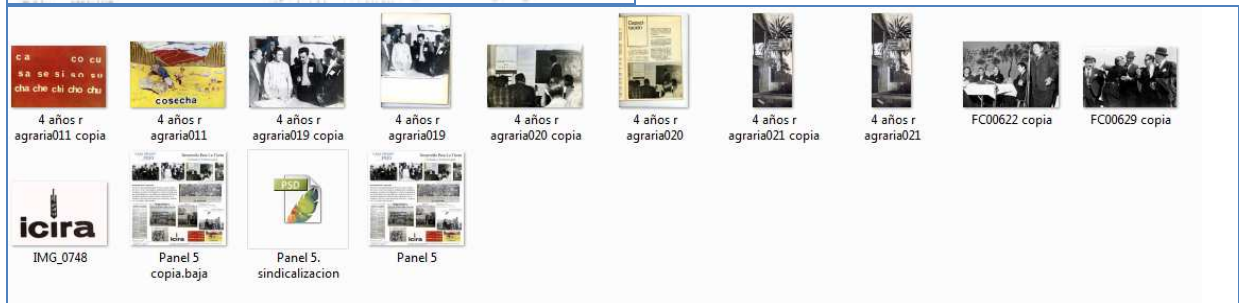 ca co cu
sa se si so su
cha che chi cho chu
cosecha
4 años r agraria011 copia
4 años r agraria011
4 años r agraria019 copia
4 años r agraria019
4 años r agraria020 copia
4 años r agraria020
4 años r agraria021 copia
4 años r agraria021
FC00622 copia
FC00629 copia
icira
PSD
icira
icira
IMG_0748
Panel 5 copia.baja
Panel 5. sindicalizacion
Panel 5